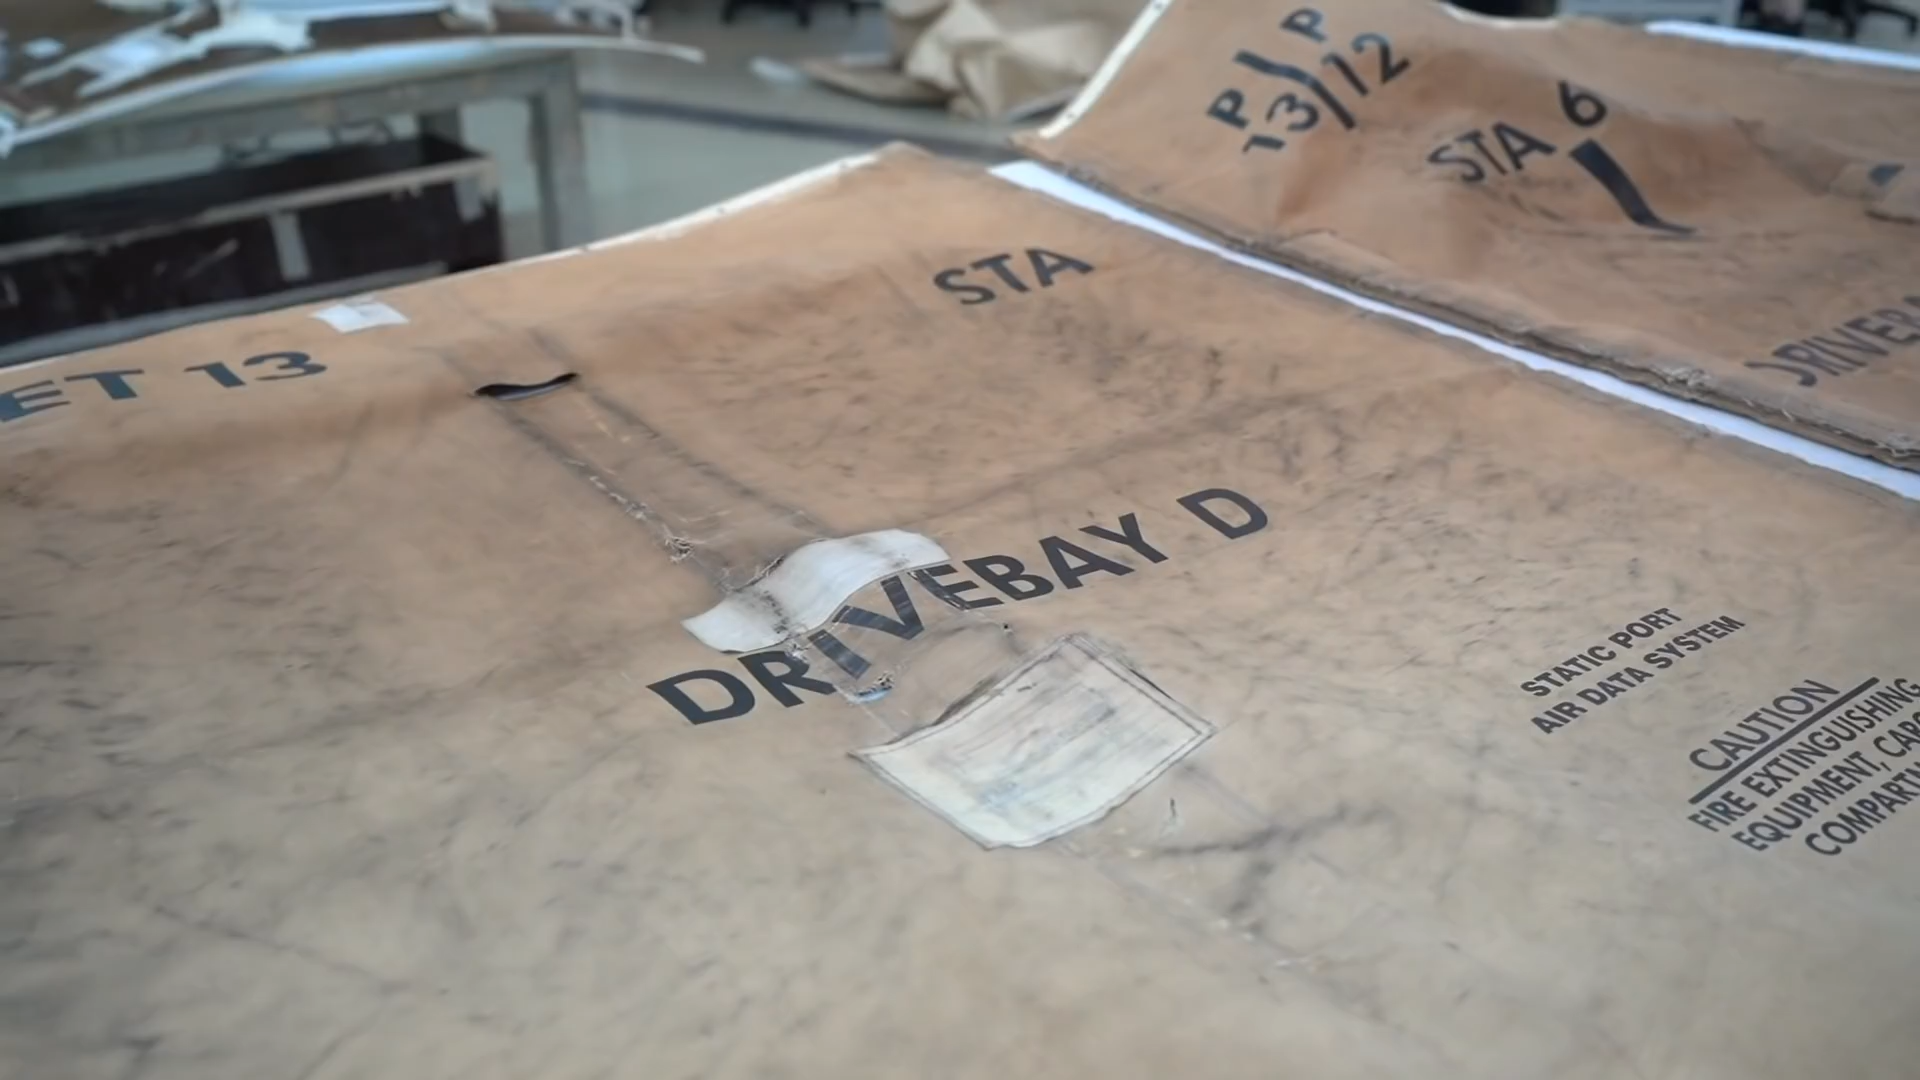 P P
13 12
STA 6
STA
ET 13
DRIVEBAY D
DRIVEBA
STATIC PORT
AIR DATA SYSTEM
CAUTION
FIRE EXTINGUISHING
EQUIPMENT, CARG
COMPARTM